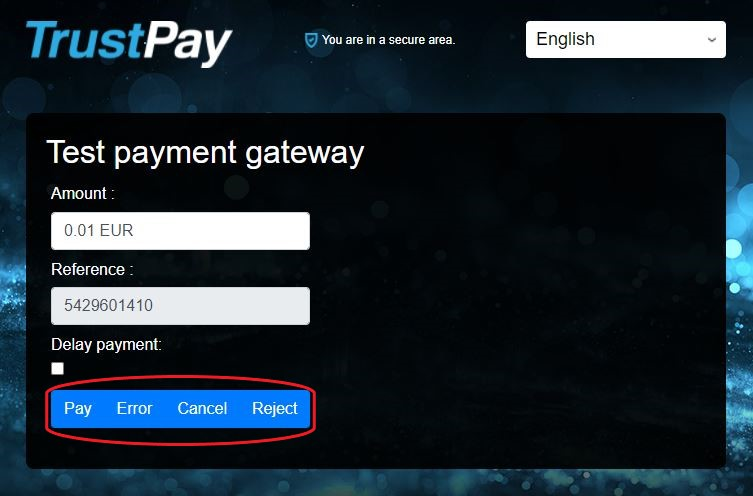 TrustPay
You are in a secure area.
English
Test payment gateway
Amount :
0.01 EUR
Reference :
5429601410
Delay payment:
Pay Error Cancel Reject